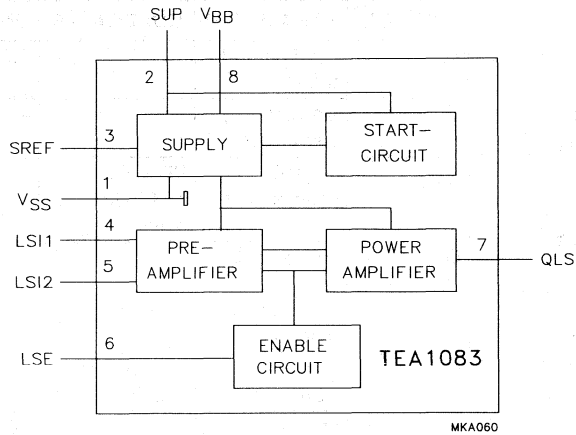 SUP VBB
2 8
3
SREF
SUPPLY
START-
CIRCUIT
1
VSS
4
LSI1
5
LSI2
PRE-
AMPLIFIER
POWER
AMPLIFIER
7
QLS
6
LSE
ENABLE
CIRCUIT
TEA1083
MKA060